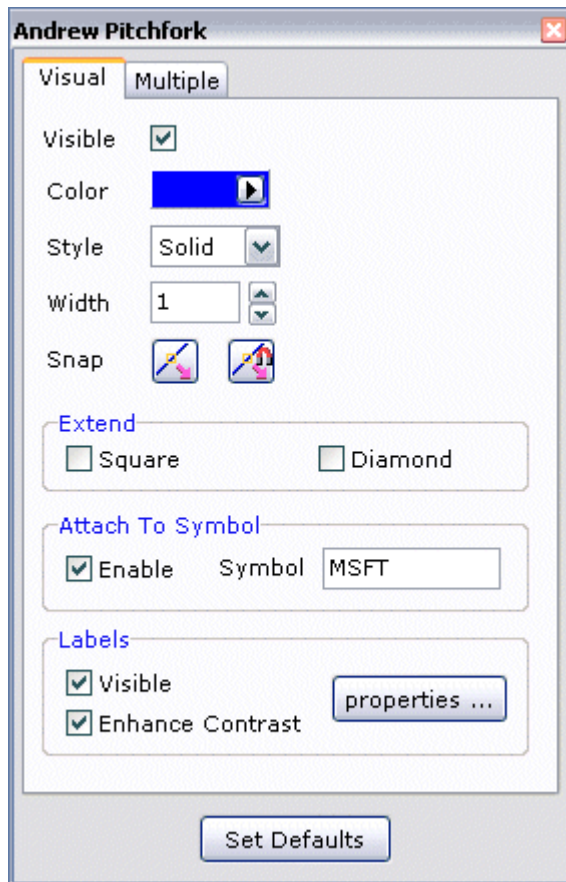 Andrew Pitchfork
Visual Multiple
Visible
Color
Style Solid
Width 1
Snap
Extend
Square Diamond
Attach To Symbol
Enable Symbol MSFT
Labels
Visible
properties ...
Enhance Contrast
Set Defaults